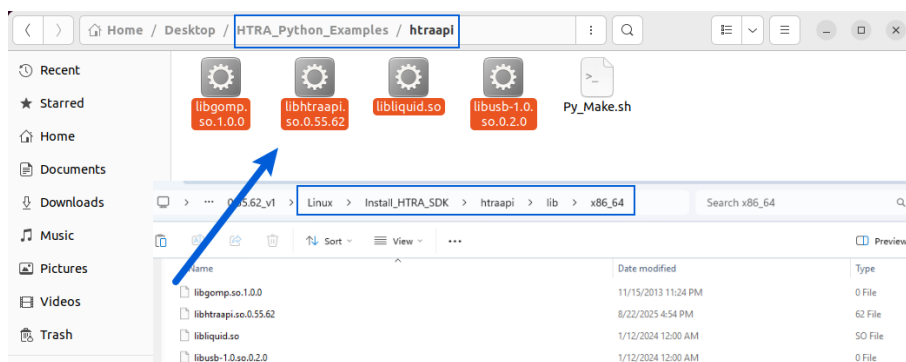 Home / Desktop / HTRA_Python_Examples / htraapi
Recent
Starred
Home
Documents
Downloads
Music
Pictures
Videos
Trash
libgomp.
so.1.0.0
libhtraapi.
so.0.55.62
libliquid.so
libusb-1.0.
so.0.2.0
Py_Make.sh
62_v1 > Linux > Install_HTRA_SDK > htraapi > lib > x86_64
Search x86_64
Sort
View
Preview
Name Date modified Type
libgomp.so.1.0.0 11/15/2013 11:24 PM 0 File
libhtraapi.so.0.55.62 8/22/2025 4:54 PM 62 File
libliquid.so 1/12/2024 12:00 AM SO File
libusb-1.0.so.0.2.0 1/12/2024 12:00 AM 0 File